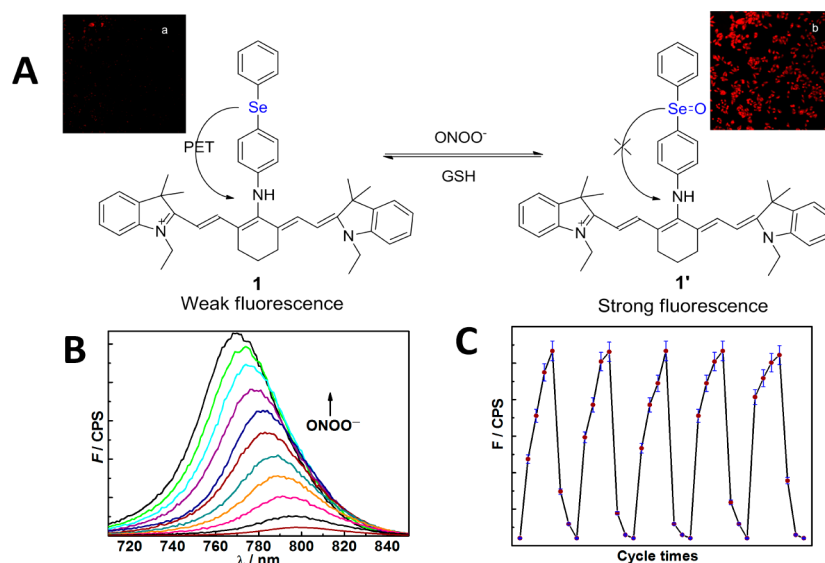 A
a
b
Se
Se=O
PET
ONOO-
GSH
NH
NH
N+
N
N+
N
1
1'
Weak fluorescence
Strong fluorescence
B
F / CPS
ONOO—
720 740 760 780 800 820 840
λ / nm
C
F / CPS
Cycle times